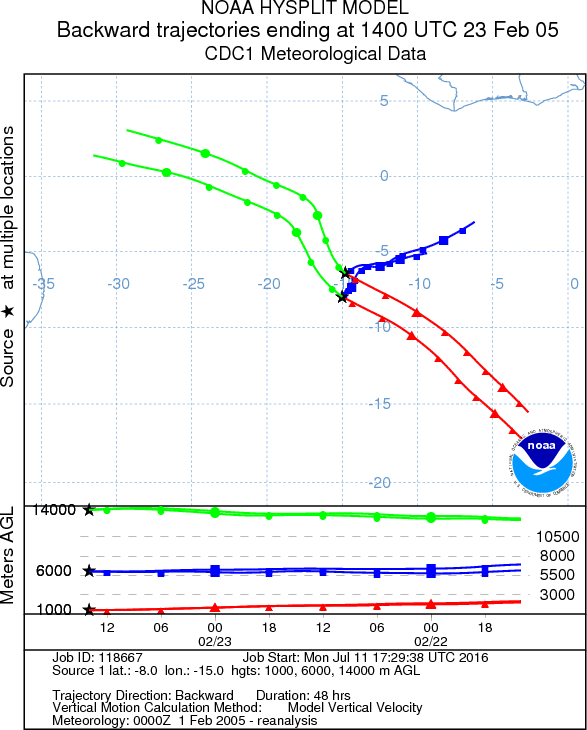 NOAA HYSPLIT MODEL
Backward trajectories ending at 1400 UTC 23 Feb 05
CDC1 Meteorological Data
Source ★ at multiple locations
5
0
-5
-35 -30 -25 -20 -15 -10 -5 0
-10
-15
-20
noaa
Meters AGL
14000
6000
1000
10500
8000
5500
3000
12 06 00 18 12 06 00 18
02/23 02/22
Job ID: 118667 Job Start: Mon Jul 11 17:29:38 UTC 2016
Source 1 lat.: -8.0 lon.: -15.0 hgts: 1000, 6000, 14000 m AGL
Trajectory Direction: Backward Duration: 48 hrs
Vertical Motion Calculation Method: Model Vertical Velocity
Meteorology: 0000Z 1 Feb 2005 - reanalysis